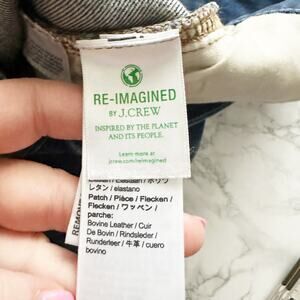 RE-IMAGINED
BY J.CREW
INSPIRED BY THE PLANET
AND ITS PEOPLE.
Learn more at
jcrew.com/reimagined
レタン / elastano
Patch / Pièce / Flecken /
Flecken / ワッペン /
parche:
Bovine Leather / Cuir
De Bovin / Rindsleder /
Runderleer / 牛革 / cuero
bovino